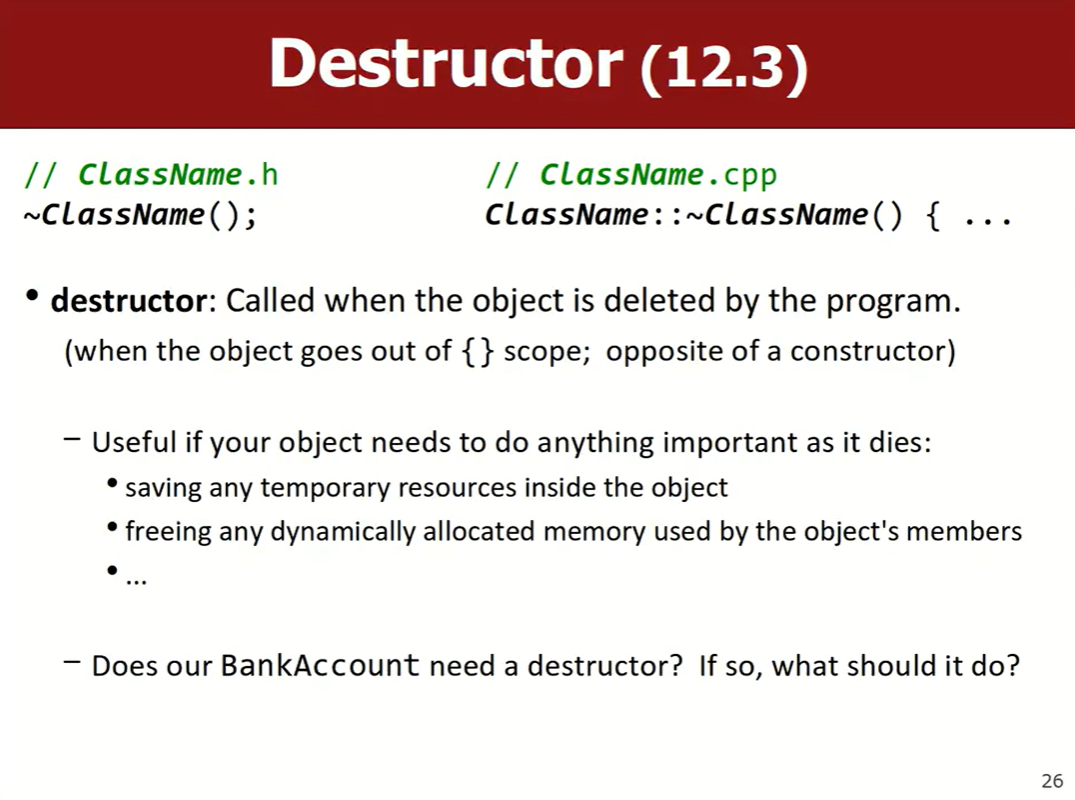 Destructor (12.3)
// ClassName.h
~ClassName();
// ClassName.cpp
ClassName::~ClassName() { ...
• destructor: Called when the object is deleted by the program.
(when the object goes out of {} scope;  opposite of a constructor)
– Useful if your object needs to do anything important as it dies:
• saving any temporary resources inside the object
• freeing any dynamically allocated memory used by the object's members
• ...
– Does our BankAccount need a destructor?  If so, what should it do?
26